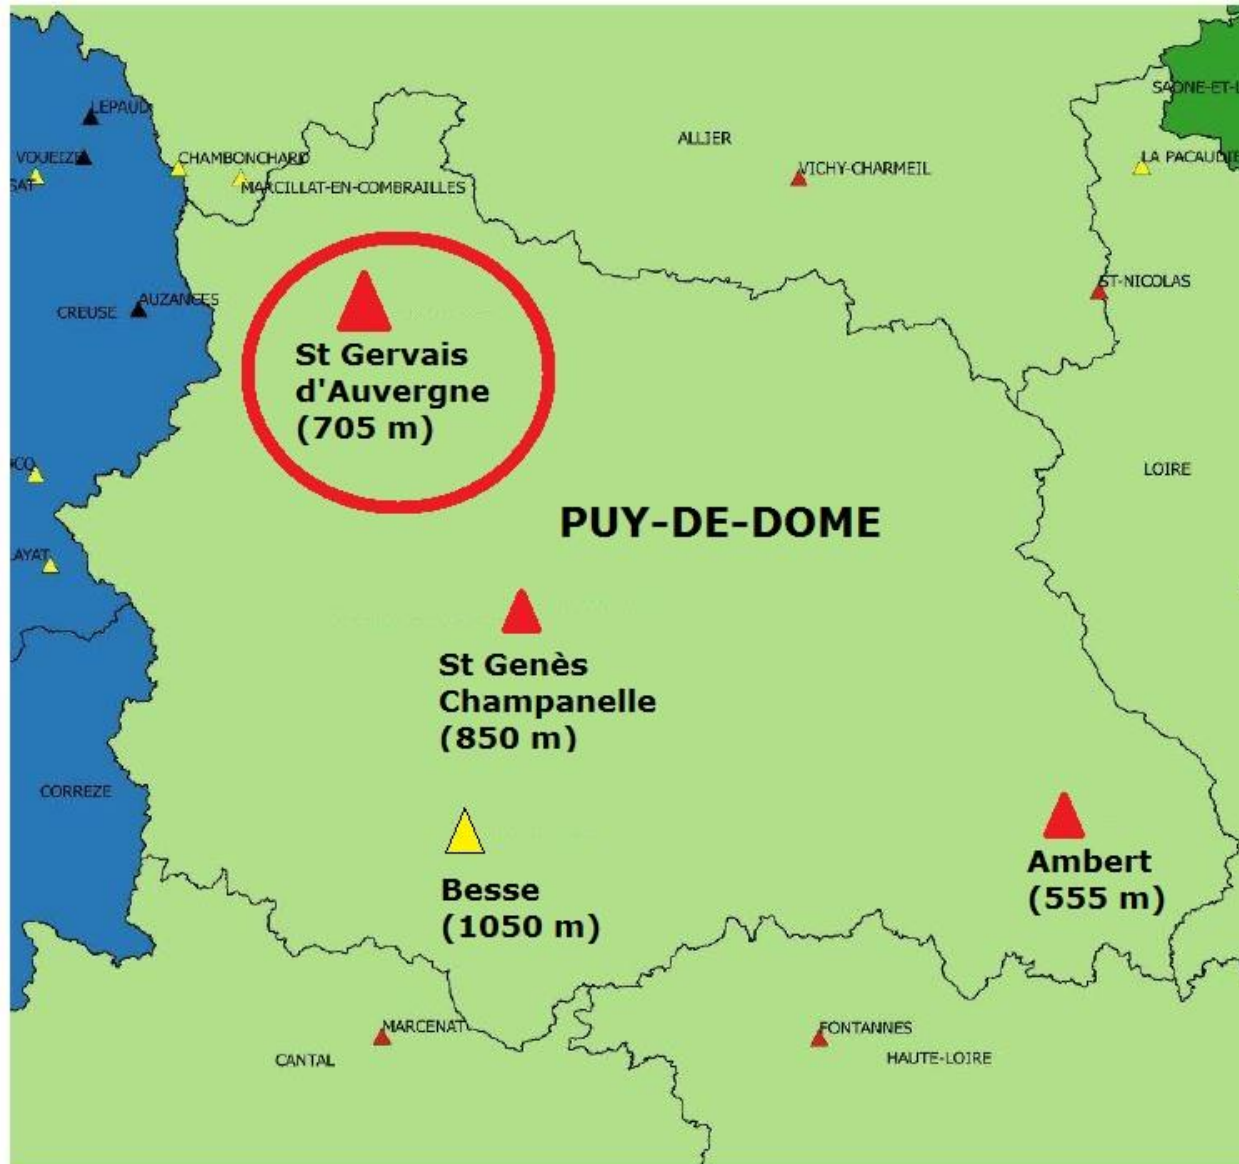 SAONE-ET-L
LEPAUD
ALLIER
VOUEIZE
CHAMBONCHARD
LA PACAUDIE
VICHY-CHARMEIL
SAT
MARCILLAT-EN-COMBRAILLES
ST-NICOLAS
AUZANCES
CREUSE
St Gervais
d'Auvergne
(705 m)
LOIRE
PUY-DE-DOME
LAYAT
St Genès
Champanelle
(850 m)
CORREZE
Ambert
(555 m)
Besse
(1050 m)
MARCENAT
FONTANNES
CANTAL
HAUTE-LOIRE